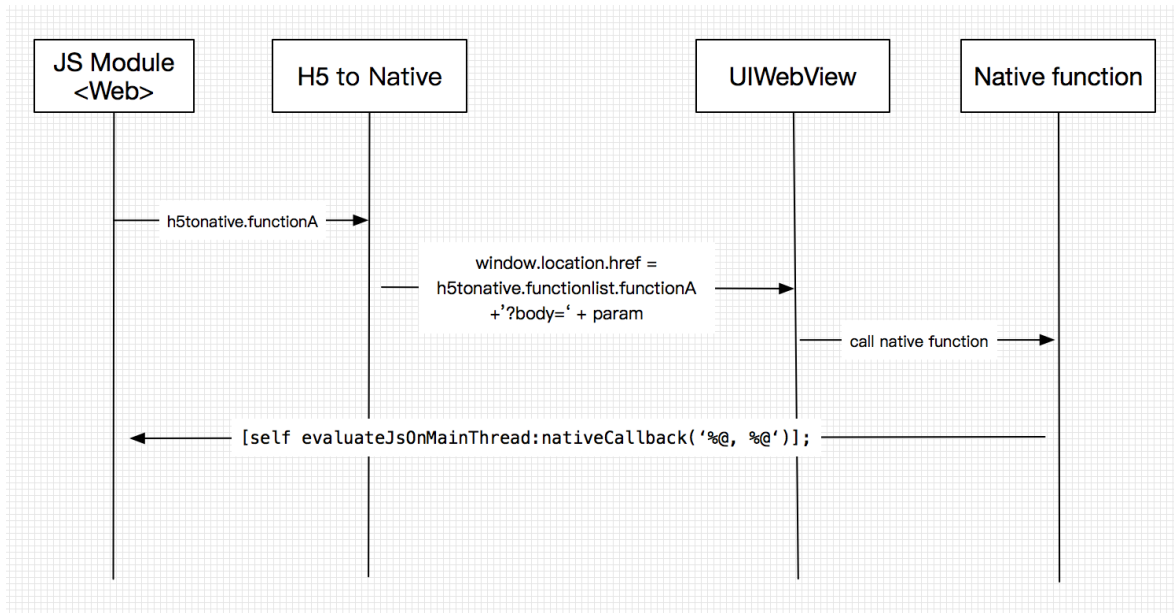 JS Module
<Web>
H5 to Native
UIWebView
Native function
h5tonative.functionA
window.location.href =
h5tonative.functionlist.functionA
+’?body=‘ + param
call native function
[self evaluateJsOnMainThread:nativeCallback(‘%@, %@‘)];